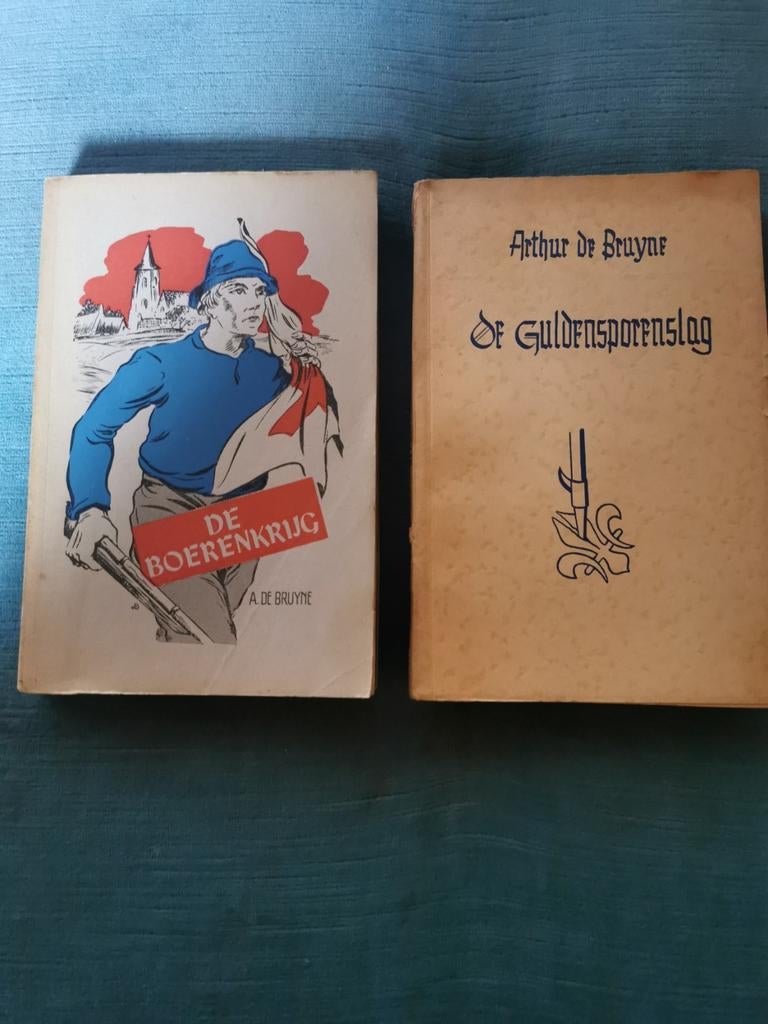 DE
BOERENKRIJG
A. DE BRUYNE
Arthur de Bruyne
De Guldensporenslag